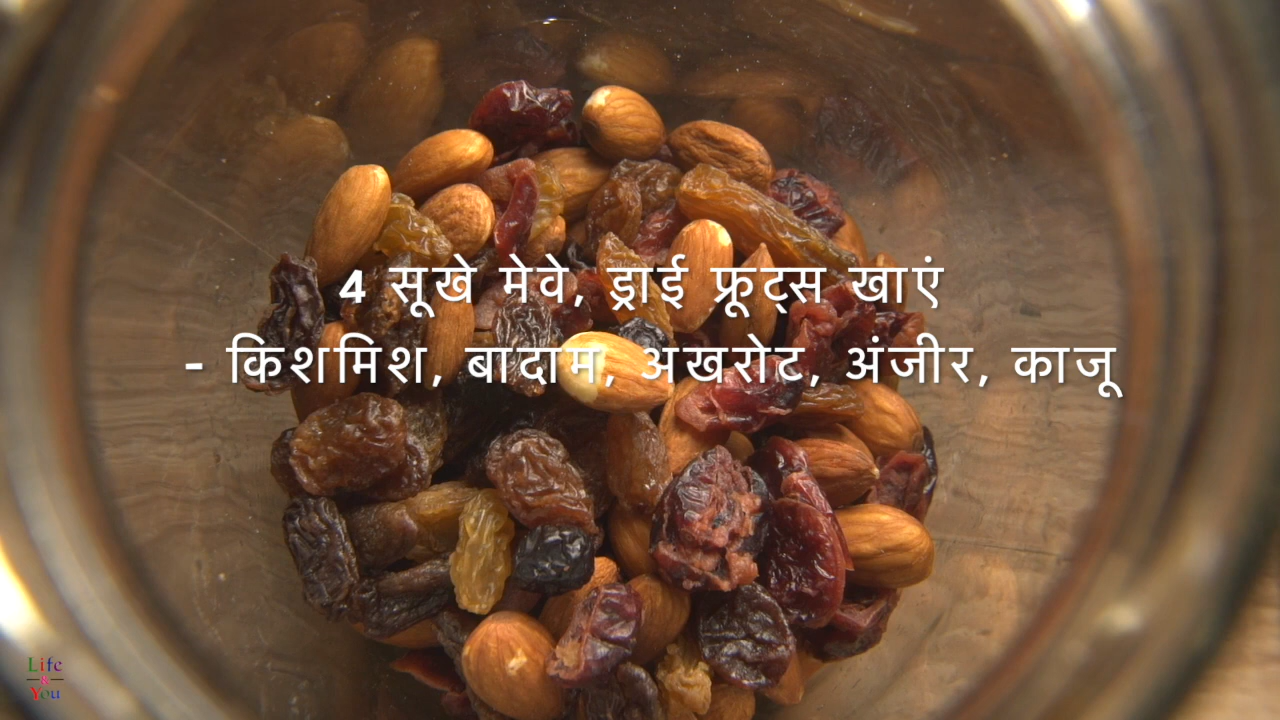 4 सूखे मेवे, ड्राई फ्रूट्स खाएं
- किशमिश, बादाम, अखरोट, अंजीर, काजू
Life
&
You